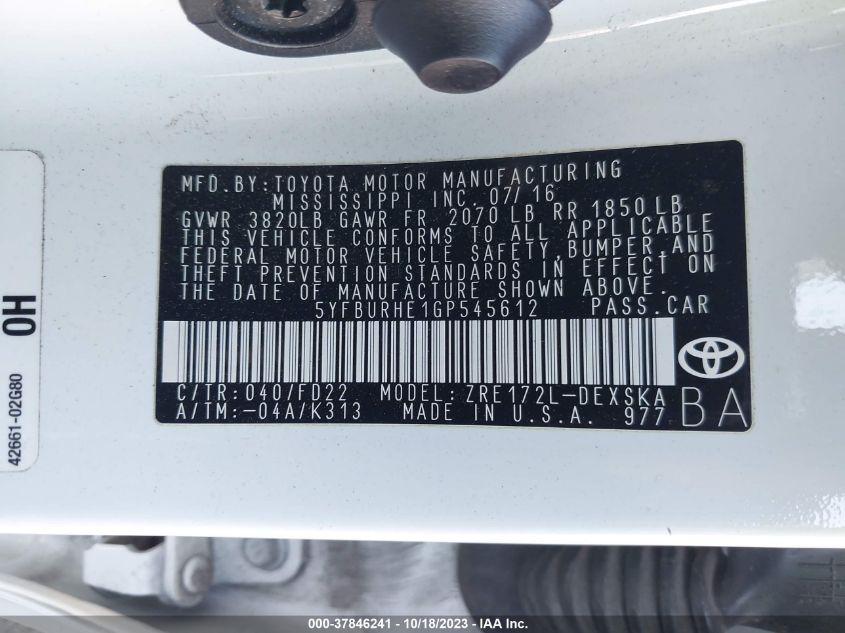 MFD. BY: TOYOTA MOTOR MANUFACTURING
MISSISSIPPI INC. 07/16
GVWR 3820LB GAWR FR 2070 LB RR 1850 LB
THIS VEHICLE CONFORMS TO ALL APPLICABLE
FEDERAL MOTOR VEHICLE SAFETY, BUMPER, AND
THEFT PREVENTION STANDARDS IN EFFECT ON
THE DATE OF MANUFACTURE SHOWN ABOVE.
5YFBURHE1GP545612 PASS. CAR
C/TR: 040/FD22 MODEL: ZRE172L-DEXSKA
A/TM: -04A/K313 MADE IN U.S.A. 977
BA
OH
42661-02G80
000-37846241 - 10/18/2023 - IAA Inc.